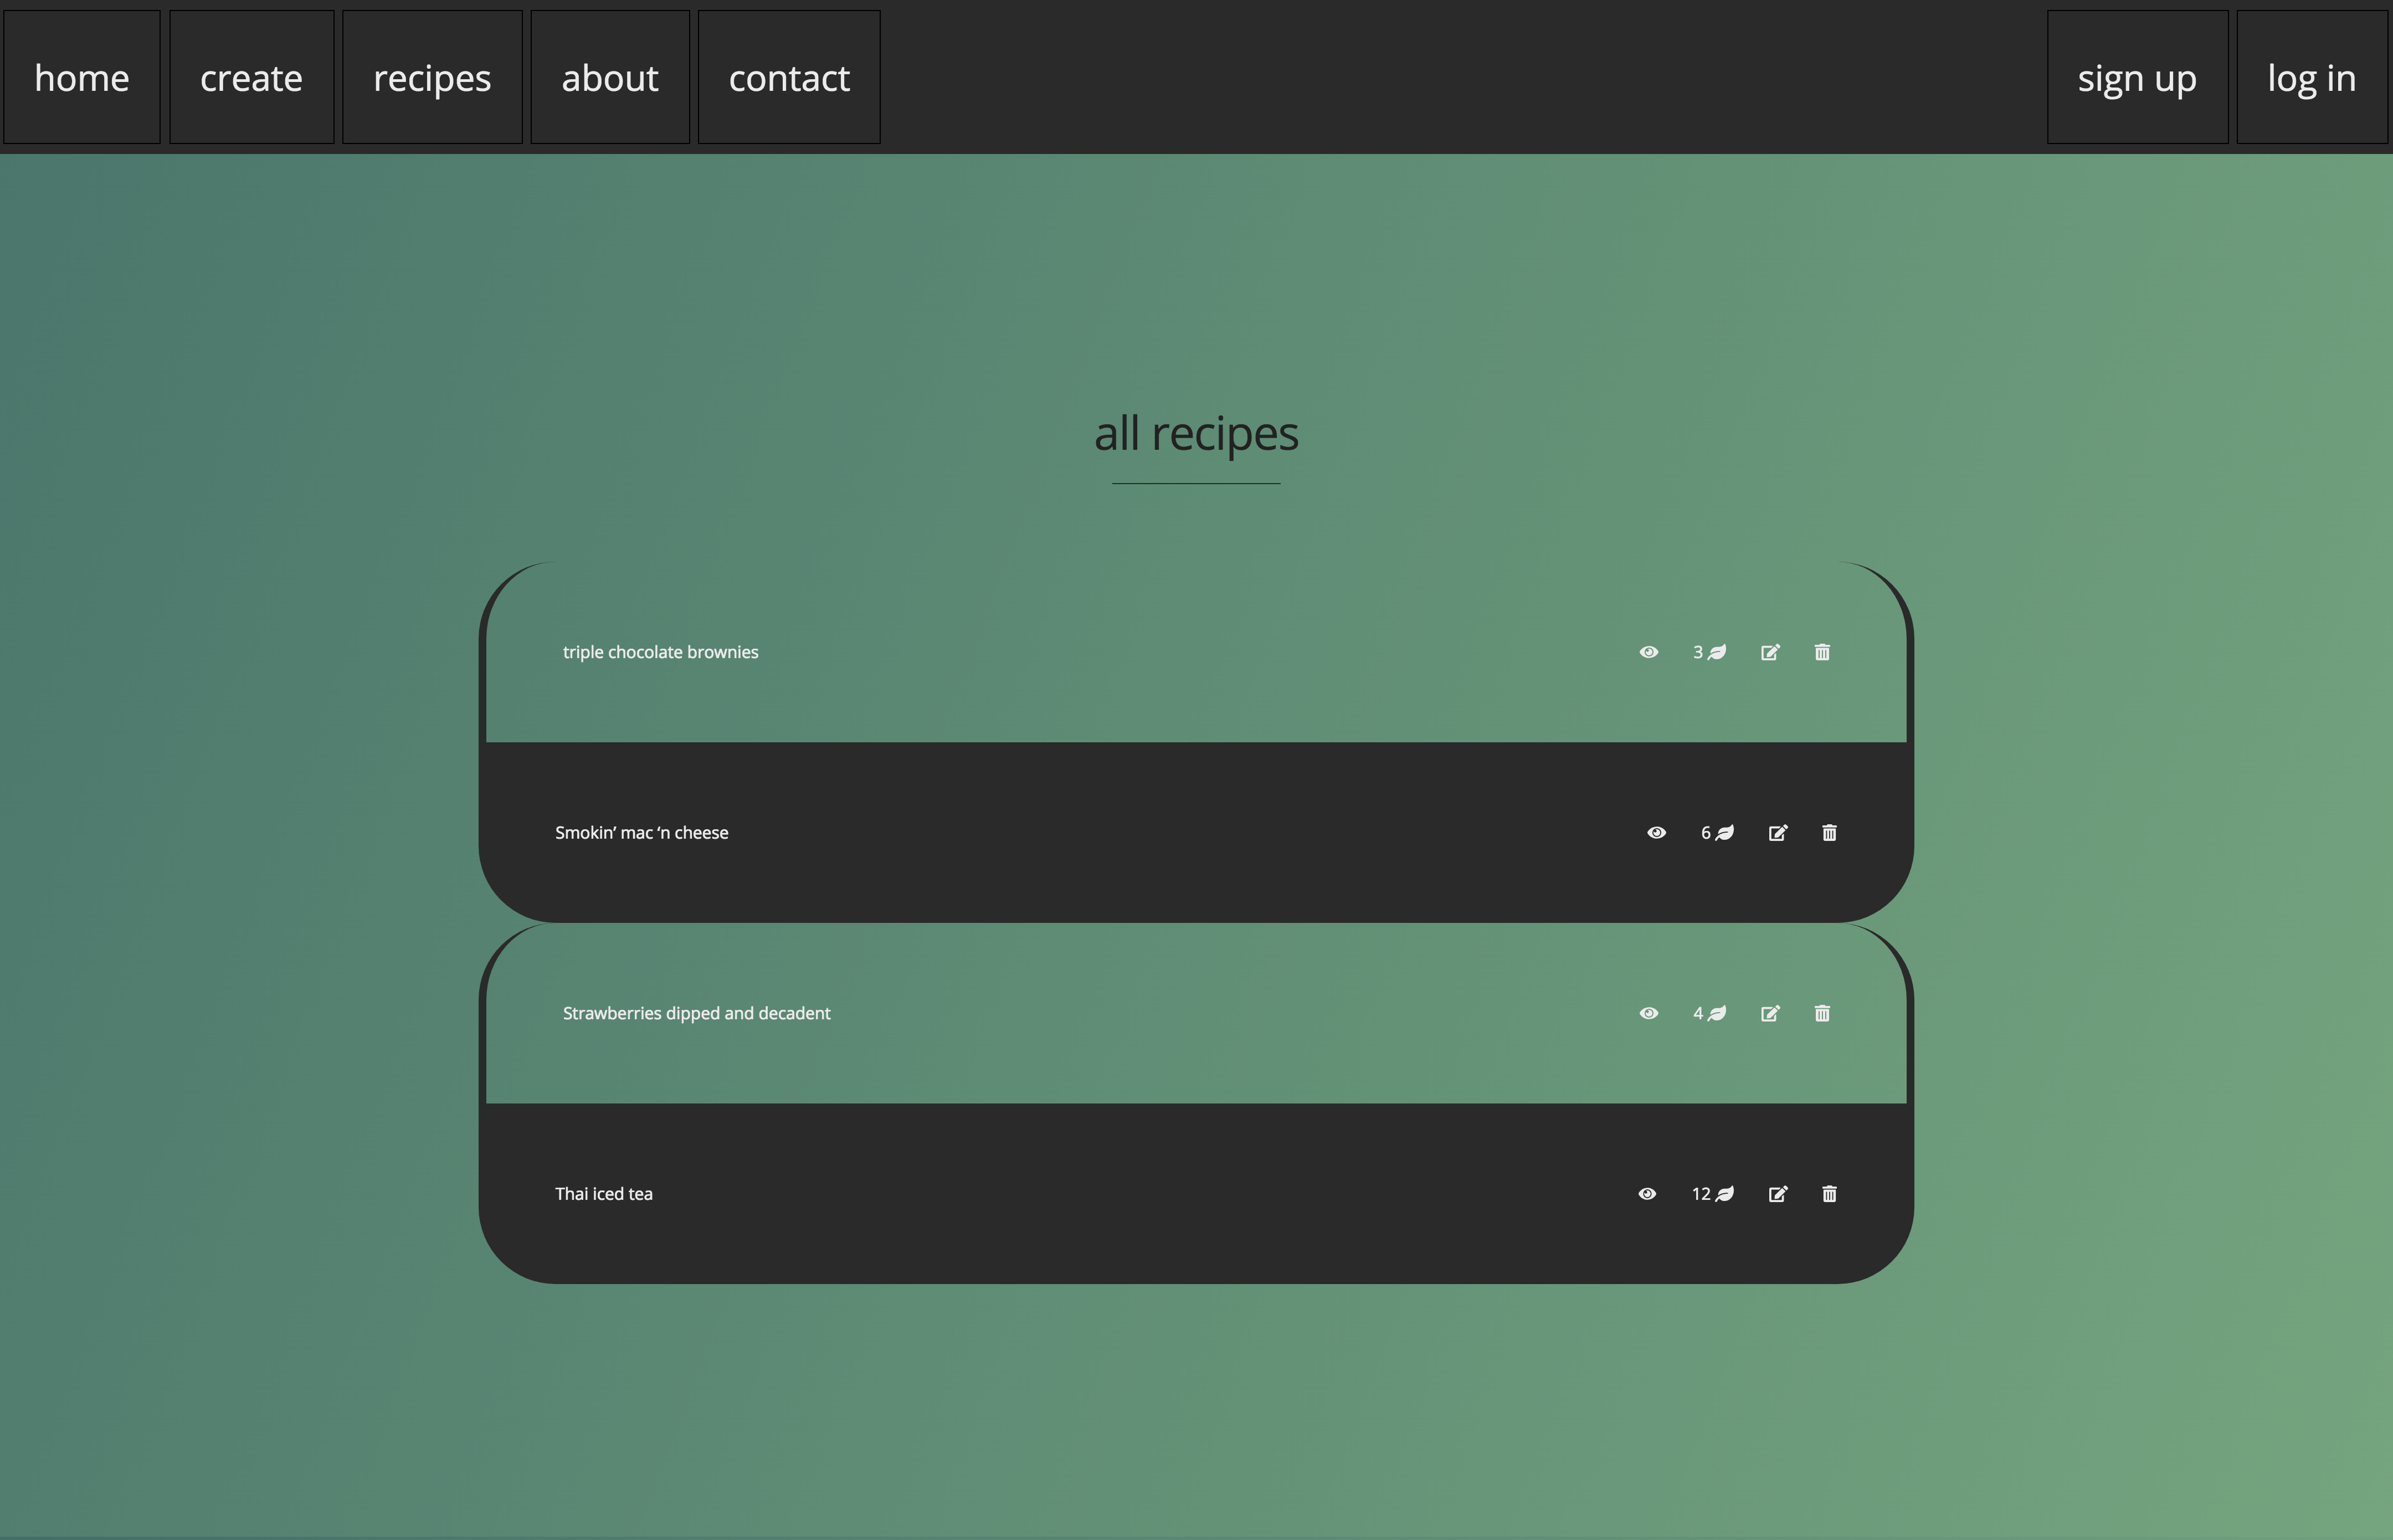 home create recipes about contact sign up log in
all recipes
triple chocolate brownies 3
Smokin’ mac ‘n cheese 6
Strawberries dipped and decadent 4
Thai iced tea 12